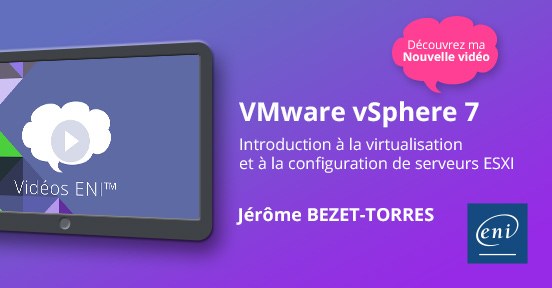 Découvrez ma
Nouvelle vidéo
VMware vSphere 7
Introduction à la virtualisation
et à la configuration de serveurs ESXI
Vidéos ENI™
Jérôme BEZET-TORRES
eni